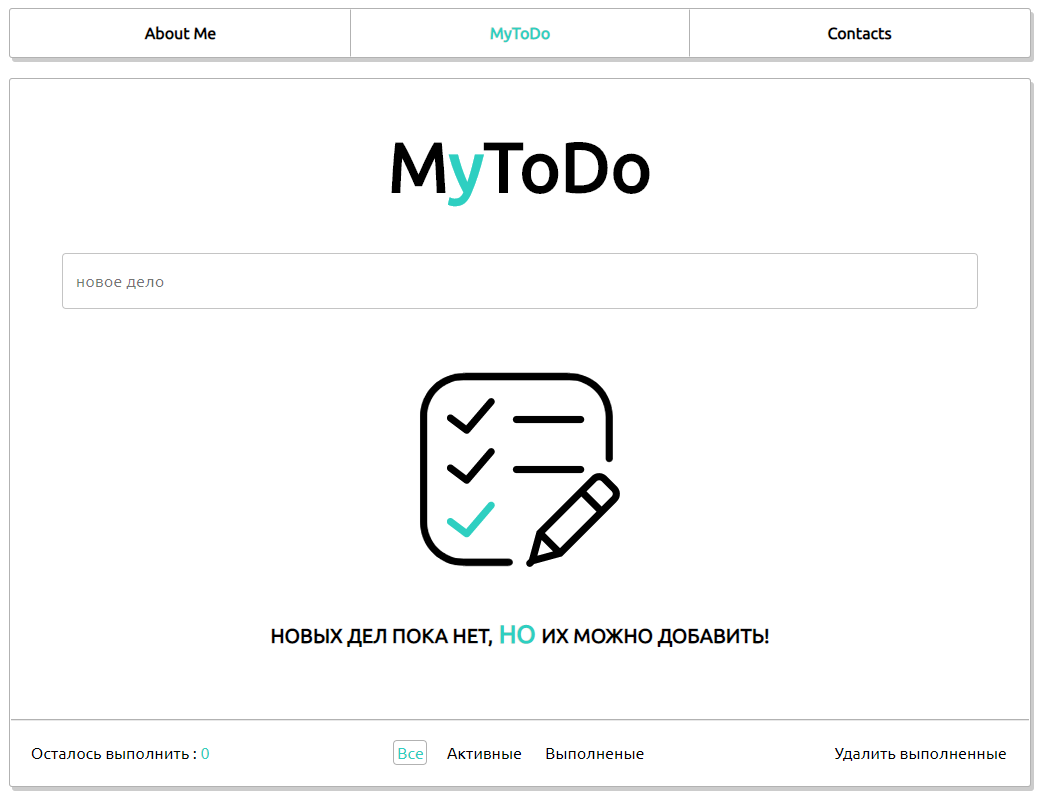 About Me MyToDo Contacts
MyToDo
новое дело
НОВЫХ ДЕЛ ПОКА НЕТ, НО ИХ МОЖНО ДОБАВИТЬ!
Осталось выполнить : 0 Все Активные Выполненые Удалить выполненные